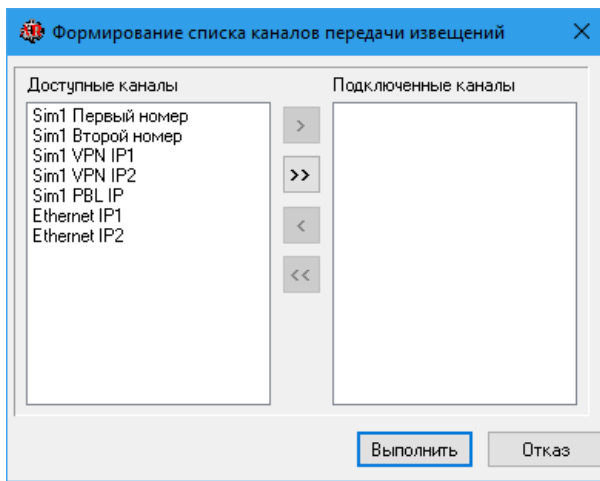 Формирование списка каналов передачи извещений
Доступные каналы
Подключенные каналы
Sim1 Первый номер
Sim1 Второй номер
Sim1 VPN IP1
Sim1 VPN IP2
Sim1 PBL IP
Ethernet IP1
Ethernet IP2
>
>>
<
<<
Выполнить
Отказ